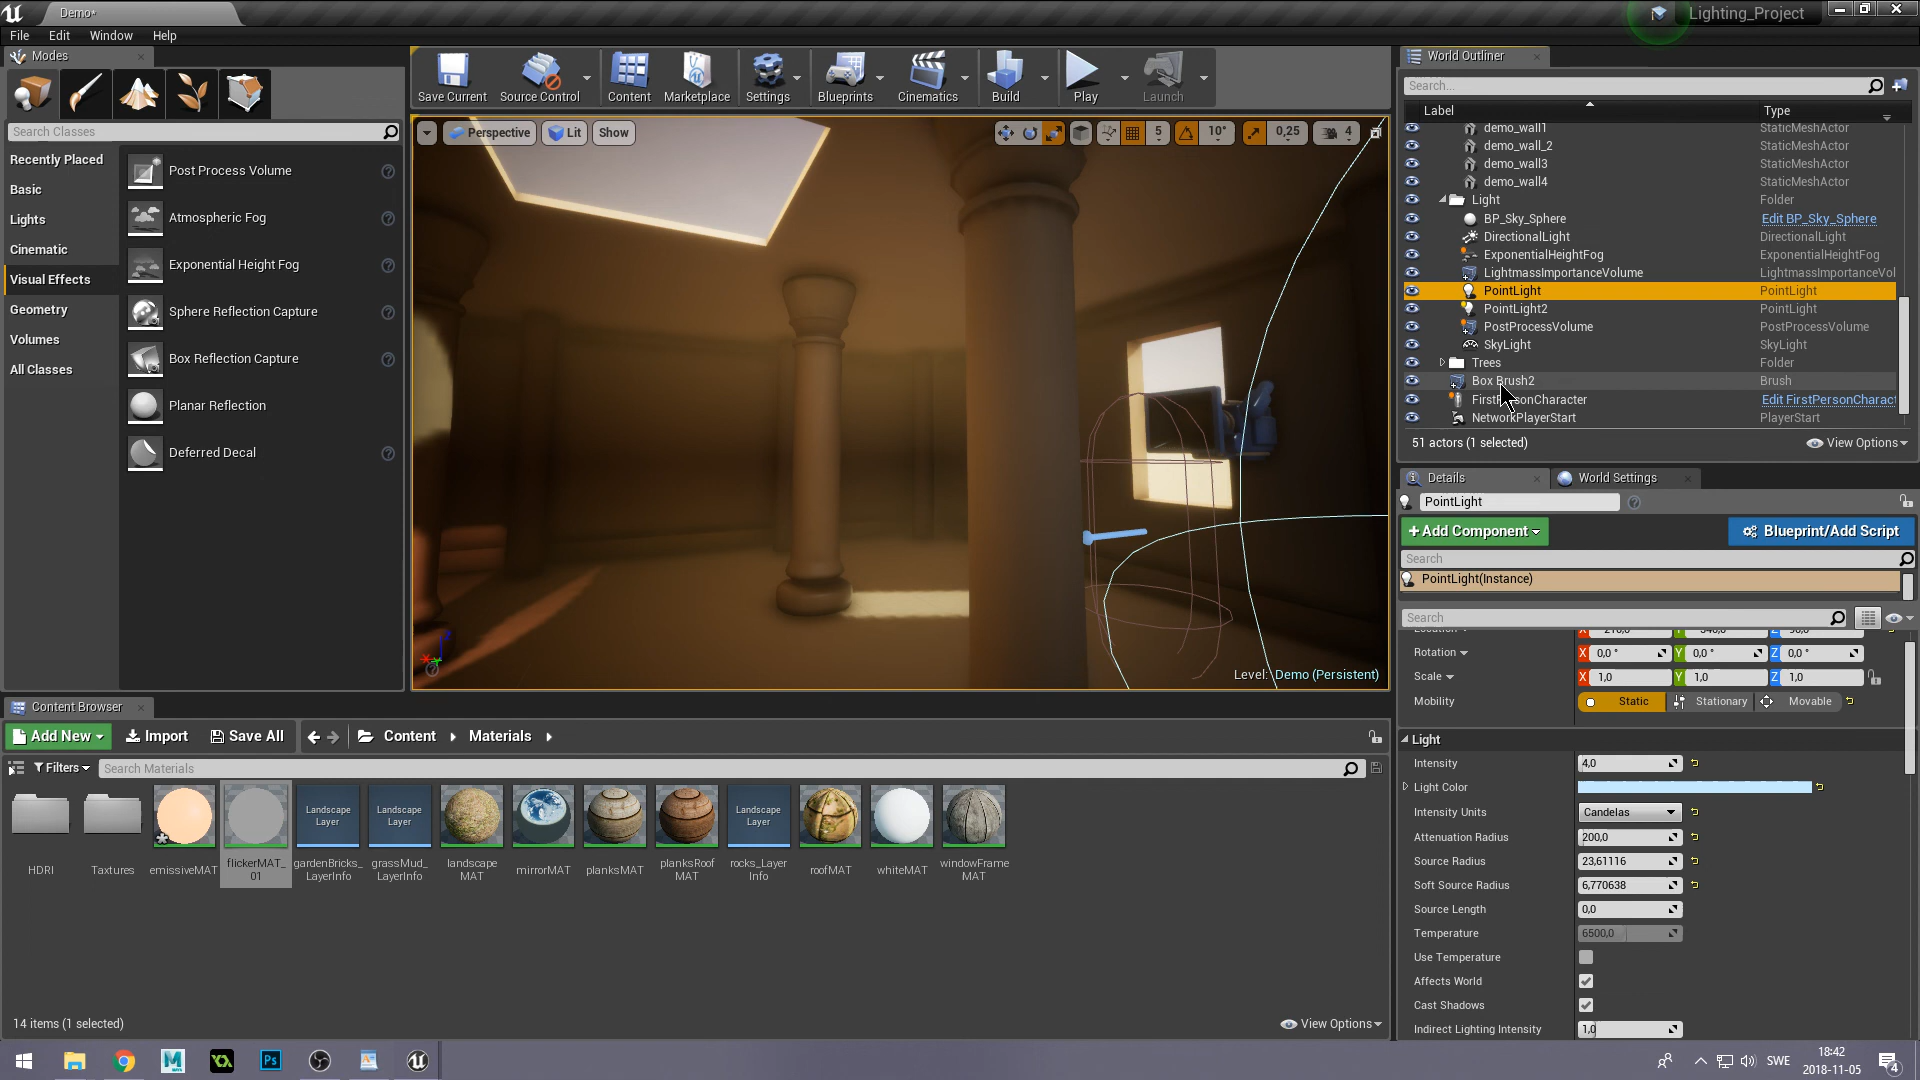 Demo*
Lighting_Project
File Edit Window Help
Modes
Search Classes
Recently Placed
Basic
Lights
Cinematic
Visual Effects
Geometry
Volumes
All Classes
Post Process Volume
Atmospheric Fog
Exponential Height Fog
Sphere Reflection Capture
Box Reflection Capture
Planar Reflection
Deferred Decal
Save Current
Source Control
Content
Marketplace
Settings
Blueprints
Cinematics
Build
Play
Launch
Perspective Lit Show
5 10° 0,25 4
Level: Demo (Persistent)
World Outliner
Search...
Label Type
demo_wall1 StaticMeshActor
demo_wall_2 StaticMeshActor
demo_wall3 StaticMeshActor
demo_wall4 StaticMeshActor
Light Folder
BP_Sky_Sphere Edit BP_Sky_Sphere
DirectionalLight DirectionalLight
ExponentialHeightFog ExponentialHeightFog
LightmassImportanceVolume LightmassImportanceVol
PointLight PointLight
PointLight2 PointLight
PostProcessVolume PostProcessVolume
SkyLight SkyLight
Trees Folder
Box Brush2 Brush
FirstPersonCharacter Edit FirstPersonCharact
NetworkPlayerStart PlayerStart
51 actors (1 selected) View Options
Details World Settings
PointLight
+Add Component Blueprint/Add Script
Search
PointLight(Instance)
Search
Rotation X 0,0 ° Y 0,0 ° Z 0,0 °
Scale X 1,0 Y 1,0 Z 1,0
Mobility Static Stationary Movable
Light
Intensity 4,0
Light Color
Intensity Units Candelas
Attenuation Radius 200,0
Source Radius 23,61116
Soft Source Radius 6,770638
Source Length 0,0
Temperature 6500,0
Use Temperature
Affects World
Cast Shadows
Indirect Lighting Intensity 1,0
Content Browser
Add New Import Save All Content Materials
Filters Search Materials
Landscape Layer
Landscape Layer
Landscape Layer
HDRI
Taxtures
emissiveMAT
flickerMAT_01
gardenBricks_LayerInfo
grassMud_LayerInfo
landscape MAT
mirrorMAT
planksMAT
planksRoof MAT
rocks_Layer Info
roofMAT
whiteMAT
windowFrame MAT
14 items (1 selected) View Options
Ps
SWE
18:42
2018-11-05
4